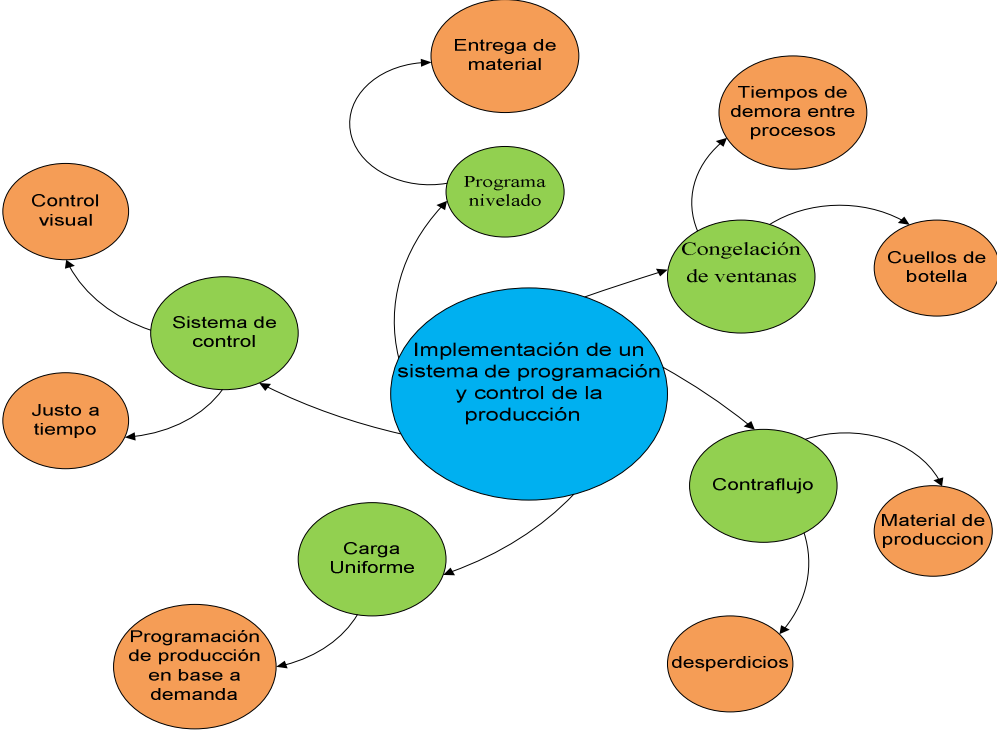 Entrega de
material
Tiempos de
demora entre
procesos
Programa
nivelado
Control
visual
Congelación
de ventanas
Cuellos de
botella
Sistema de
control
Implementación de un
sistema de programación
y control de la
producción
Justo a
tiempo
Contraflujo
Material de
produccion
Carga
Uniforme
Programación
de producción
en base a
demanda
desperdicios